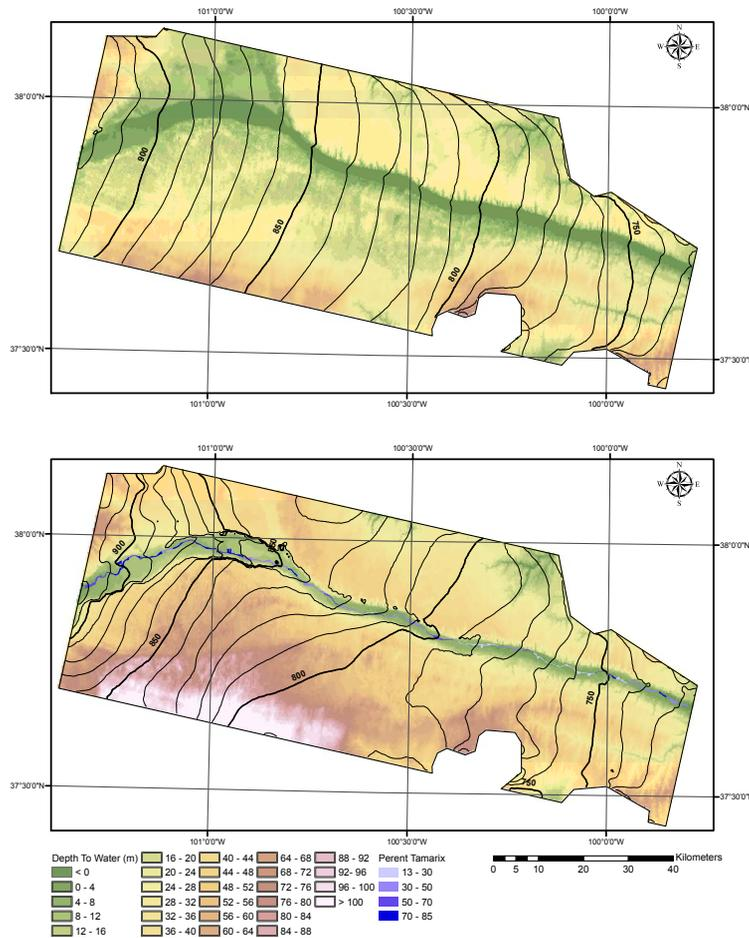 101°0'0"W 100°30'0"W 100°0'0"W
N
W E
S
38°0'0"N 38°0'0"N
900
850
800
750
37°30'0"N 37°30'0"N
101°0'0"W 100°30'0"W 100°0'0"W
101°0'0"W 100°30'0"W 100°0'0"W
N
W E
S
38°0'0"N 38°0'0"N
900
850
850
800
750
750
37°30'0"N 37°30'0"N
101°0'0"W 100°30'0"W 100°0'0"W
Depth To Water (m) 16 - 20 40 - 44 64 - 68 88 - 92 Perent Tamarix Kilometers
< 0 20 - 24 44 - 48 68 - 72 92- 96 13 - 30 0 5 10 20 30 40
0 - 4 24 - 28 48 - 52 72 - 76 96 - 100 30 - 50
4 - 8 28 - 32 52 - 56 76 - 80 > 100 50 - 70
8 - 12 32 - 36 56 - 60 80 - 84 70 - 85
12 - 16 36 - 40 60 - 64 84 - 88